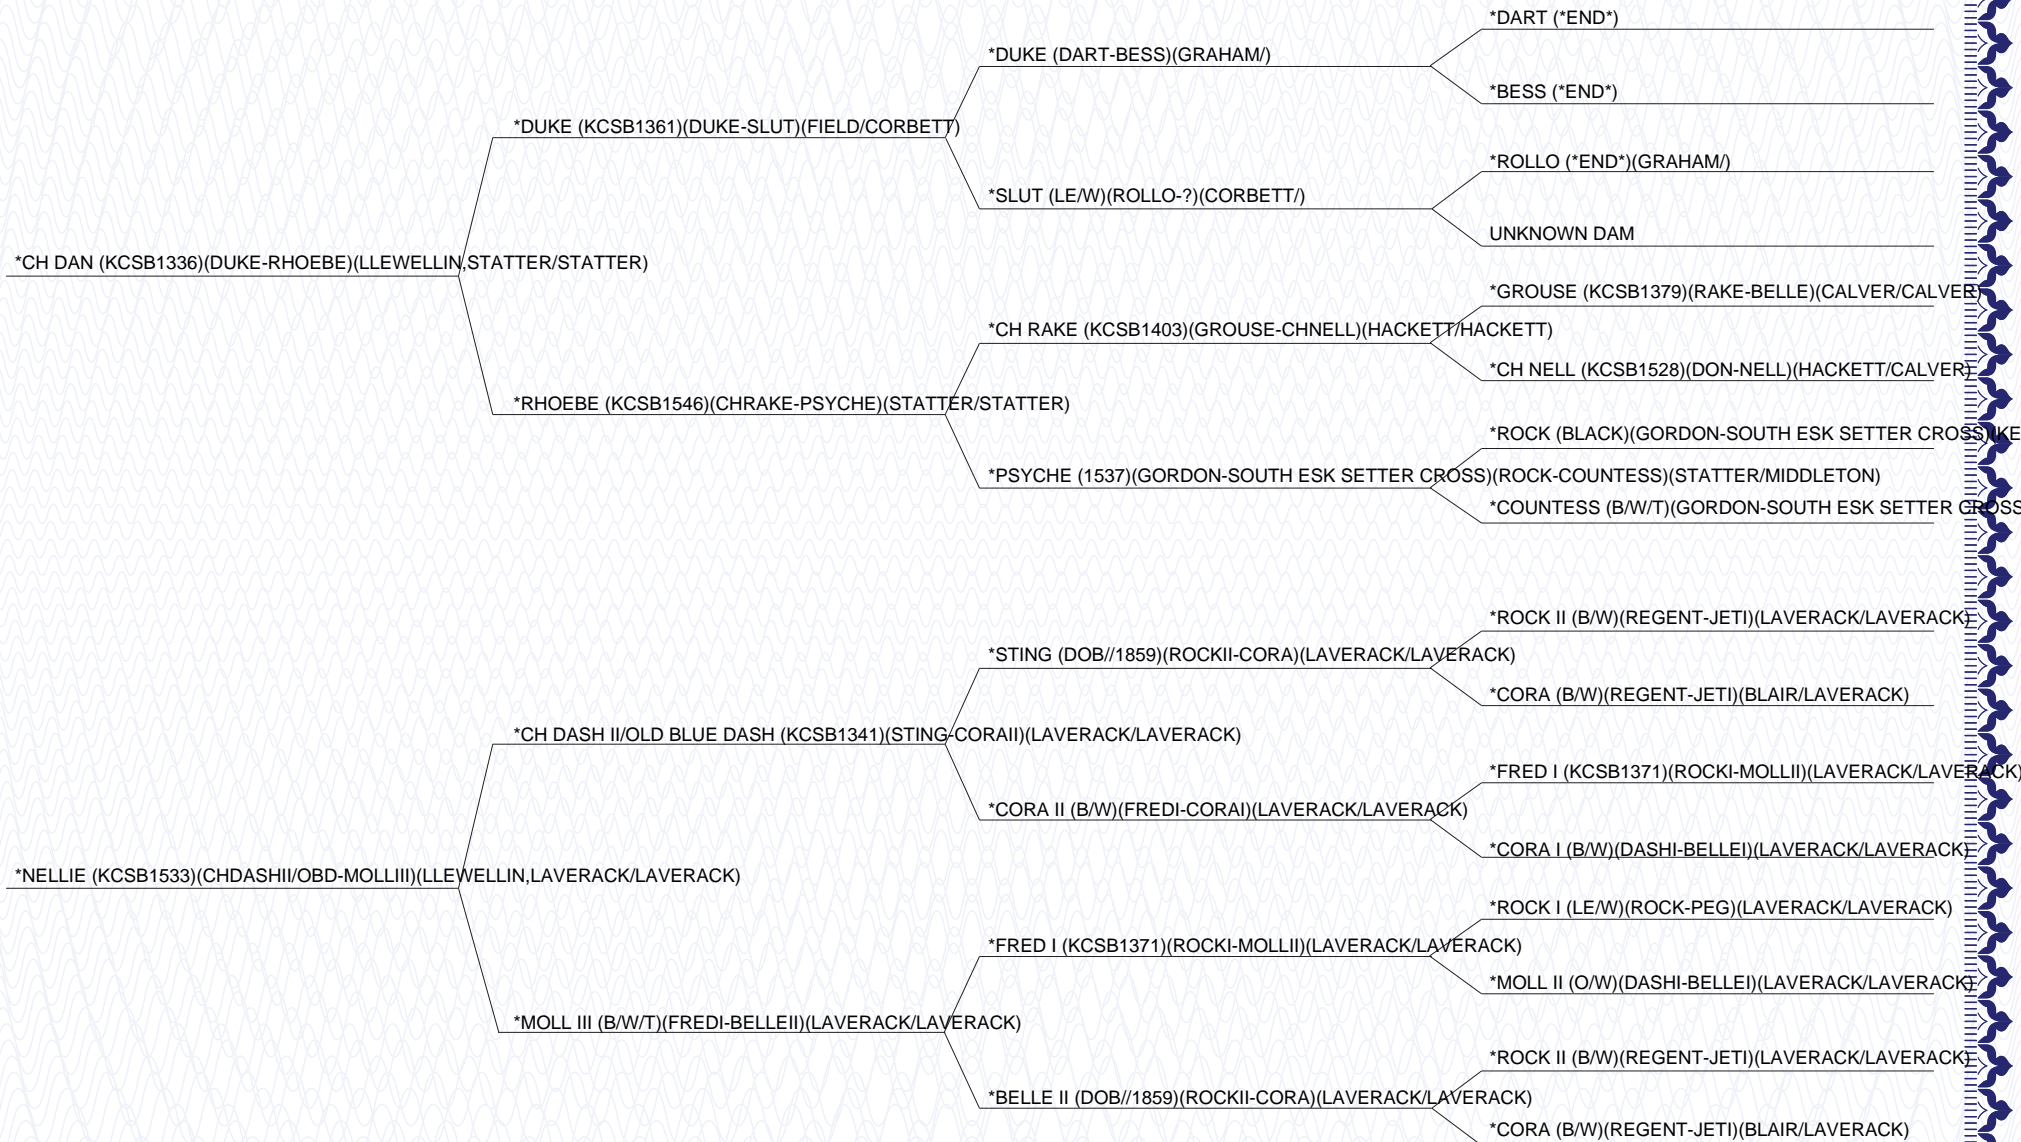 *DART (*END*)
*DUKE (DART-BESS)(GRAHAM/)
*BESS (*END*)
*DUKE (KCSB1361)(DUKE-SLUT)(FIELD/CORBETT)
*ROLLO (*END*)(GRAHAM/)
*SLUT (LE/W)(ROLLO-?)(CORBETT/)
UNKNOWN DAM
*CH DAN (KCSB1336)(DUKE-RHOEBE)(LLEWELLIN,STATTER/STATTER)
*GROUSE (KCSB1379)(RAKE-BELLE)(CALVER/CALVER)
*CH RAKE (KCSB1403)(GROUSE-CHNELL)(HACKETT/HACKETT)
*CH NELL (KCSB1528)(DON-NELL)(HACKETT/CALVER)
*RHOEBE (KCSB1546)(CHRAKE-PSYCHE)(STATTER/STATTER)
*ROCK (BLACK)(GORDON-SOUTH ESK SETTER CROSS)(KE
*PSYCHE (1537)(GORDON-SOUTH ESK SETTER CROSS)(ROCK-COUNTESS)(STATTER/MIDDLETON)
*COUNTESS (B/W/T)(GORDON-SOUTH ESK SETTER CROSS
*ROCK II (B/W)(REGENT-JETI)(LAVERACK/LAVERACK)
*STING (DOB//1859)(ROCKII-CORA)(LAVERACK/LAVERACK)
*CORA (B/W)(REGENT-JETI)(BLAIR/LAVERACK)
*CH DASH II/OLD BLUE DASH (KCSB1341)(STING-CORAII)(LAVERACK/LAVERACK)
*FRED I (KCSB1371)(ROCKI-MOLLII)(LAVERACK/LAVERACK)
*CORA II (B/W)(FREDI-CORAI)(LAVERACK/LAVERACK)
*CORA I (B/W)(DASHI-BELLEI)(LAVERACK/LAVERACK)
*NELLIE (KCSB1533)(CHDASHII/OBD-MOLLIII)(LLEWELLIN,LAVERACK/LAVERACK)
*ROCK I (LE/W)(ROCK-PEG)(LAVERACK/LAVERACK)
*FRED I (KCSB1371)(ROCKI-MOLLII)(LAVERACK/LAVERACK)
*MOLL II (O/W)(DASHI-BELLEI)(LAVERACK/LAVERACK)
*MOLL III (B/W/T)(FREDI-BELLEII)(LAVERACK/LAVERACK)
*ROCK II (B/W)(REGENT-JETI)(LAVERACK/LAVERACK)
*BELLE II (DOB//1859)(ROCKII-CORA)(LAVERACK/LAVERACK)
*CORA (B/W)(REGENT-JETI)(BLAIR/LAVERACK)